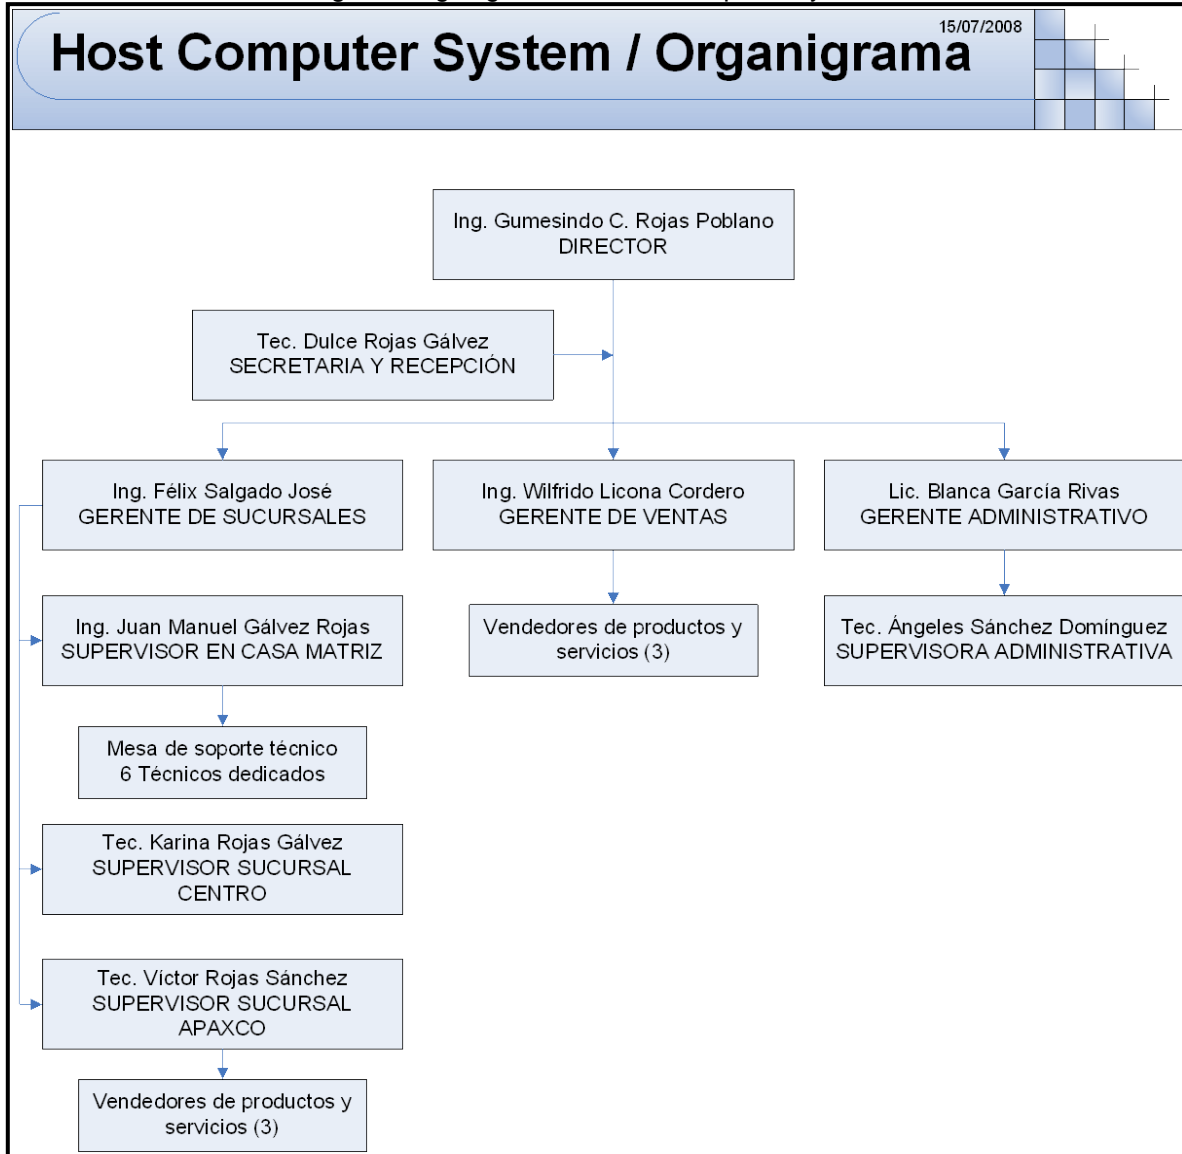 15/07/2008
Host Computer System / Organigrama
Ing. Gumesindo C. Rojas Poblano
DIRECTOR
Tec. Dulce Rojas Gálvez
SECRETARIA Y RECEPCIÓN
Ing. Félix Salgado José
GERENTE DE SUCURSALES
Ing. Wilfrido Licona Cordero
GERENTE DE VENTAS
Lic. Blanca García Rivas
GERENTE ADMINISTRATIVO
Ing. Juan Manuel Gálvez Rojas
SUPERVISOR EN CASA MATRIZ
Vendedores de productos y
servicios (3)
Tec. Ángeles Sánchez Domínguez
SUPERVISORA ADMINISTRATIVA
Mesa de soporte técnico
6 Técnicos dedicados
Tec. Karina Rojas Gálvez
SUPERVISOR SUCURSAL
CENTRO
Tec. Víctor Rojas Sánchez
SUPERVISOR SUCURSAL
APAXCO
Vendedores de productos y
servicios (3)